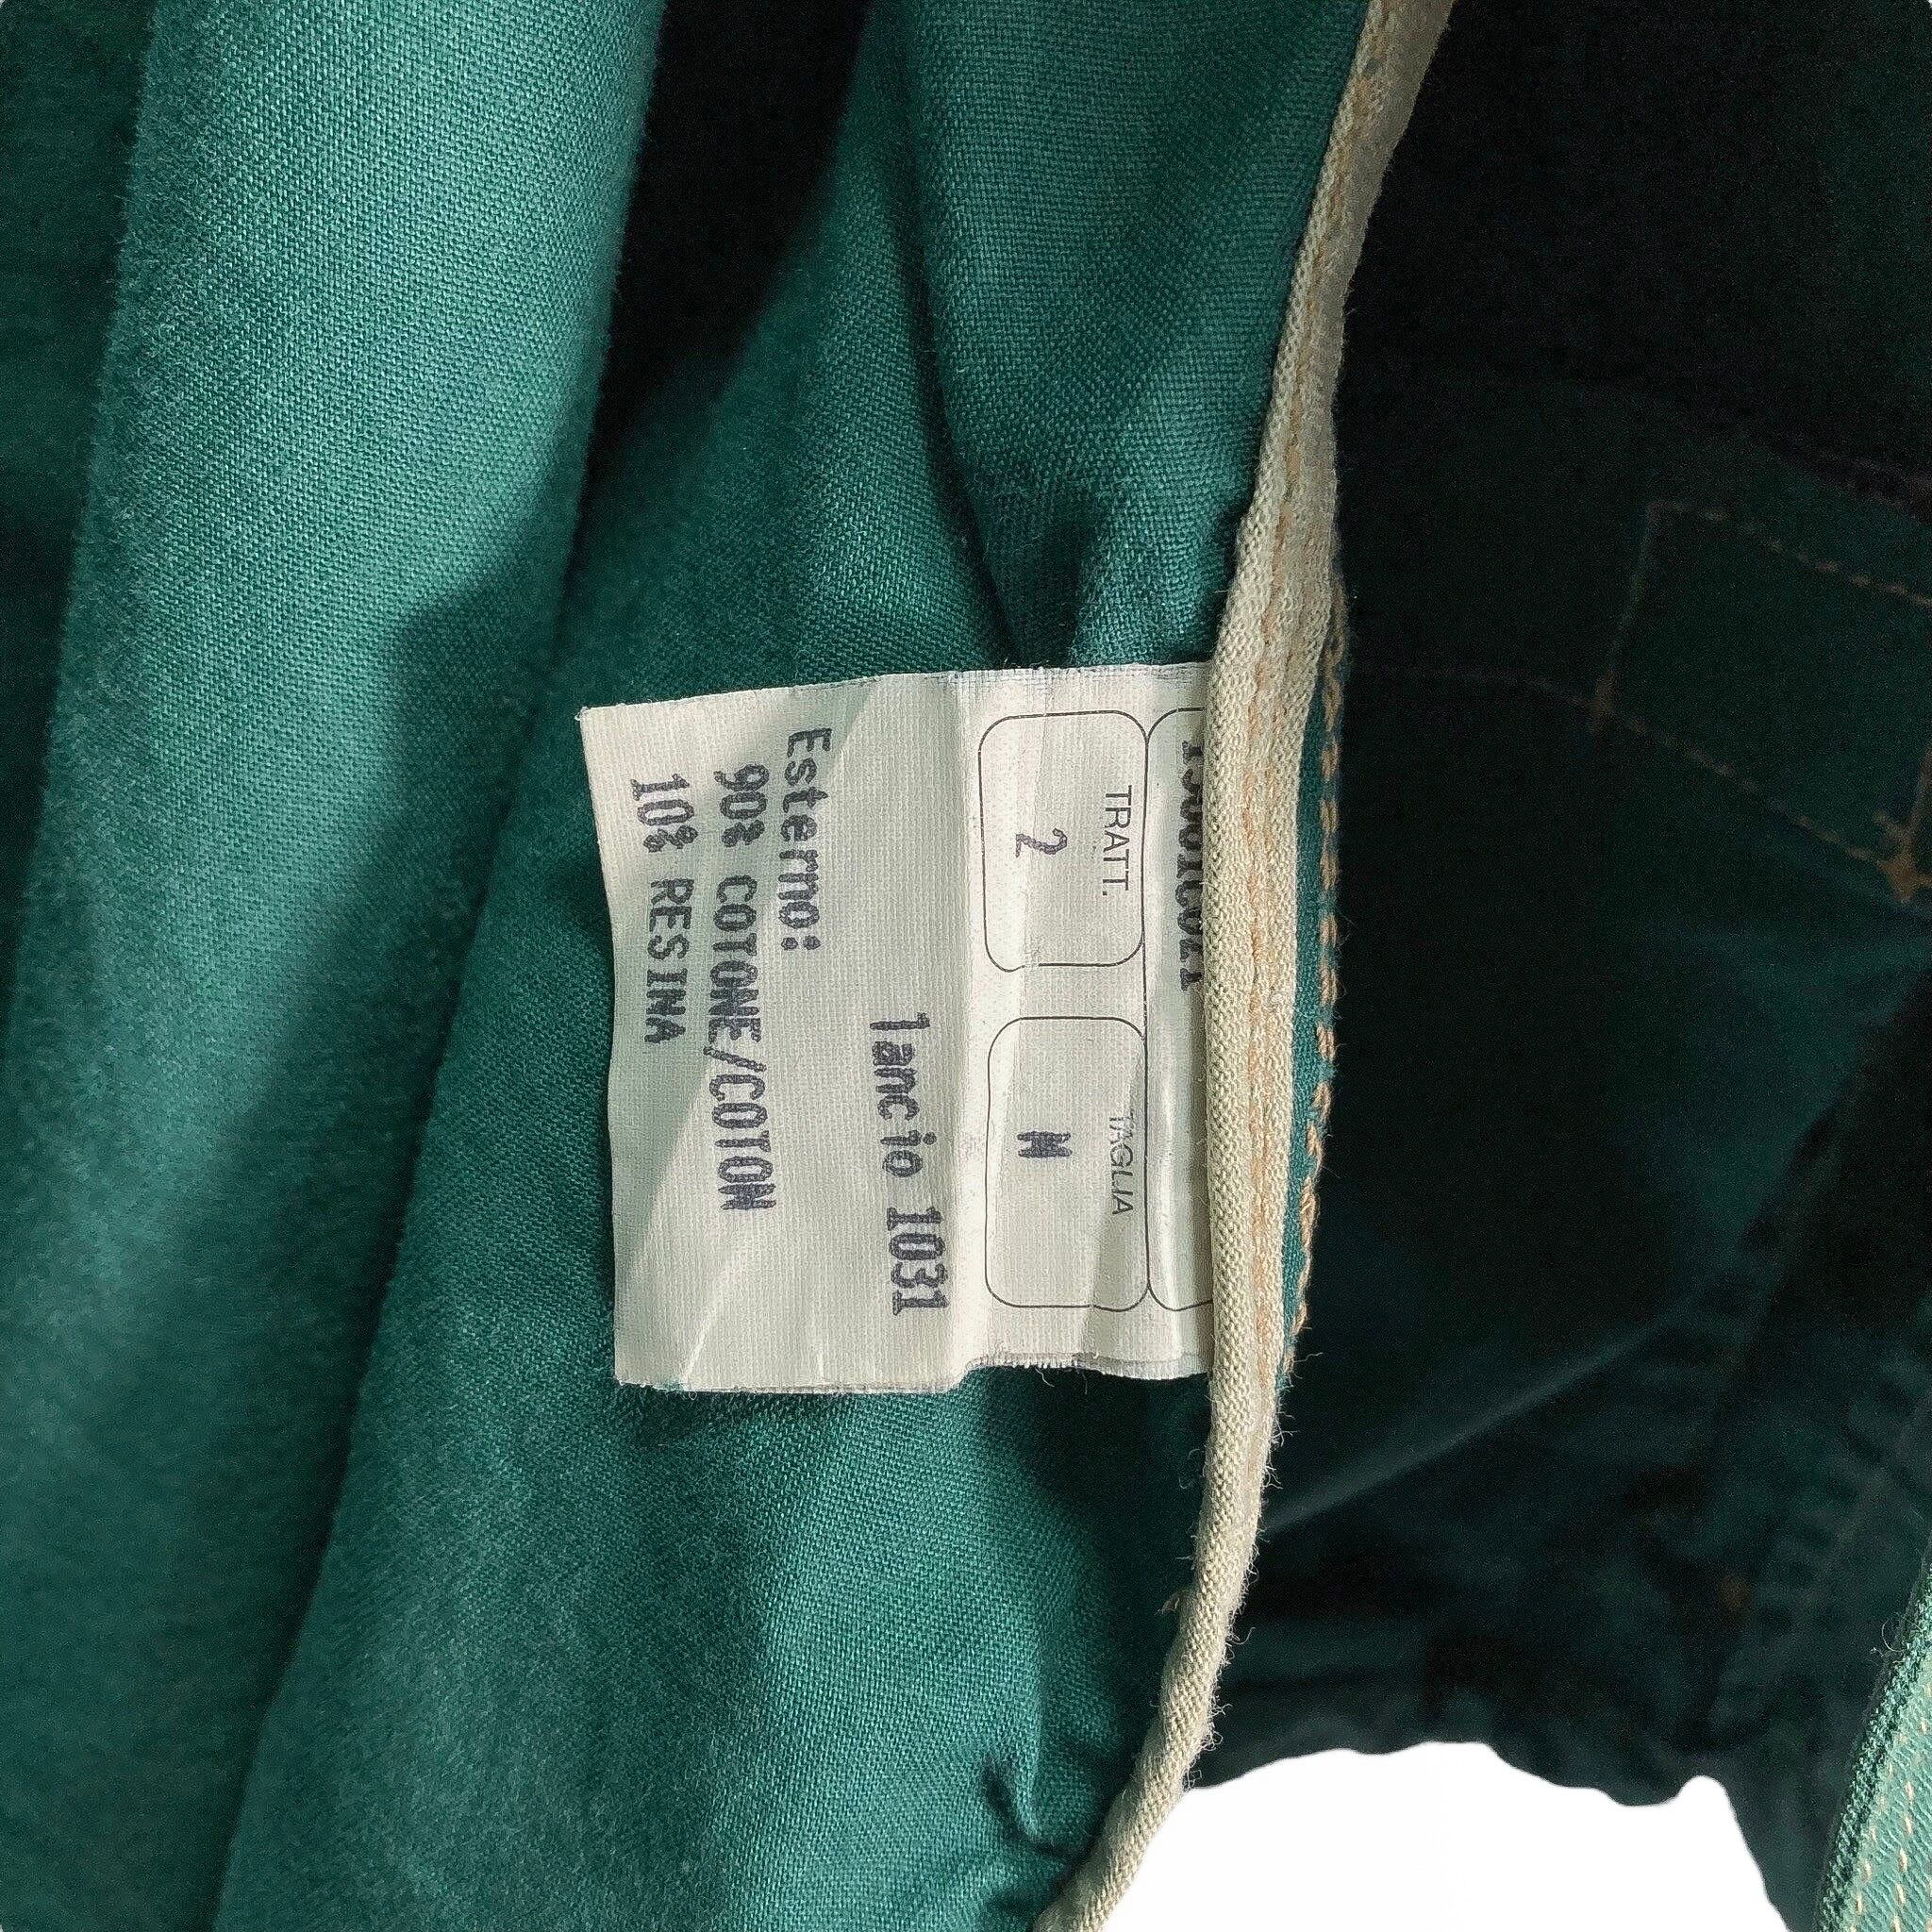 TRATT.
2
TAGLIA
M
lancio 1031
Esterno:
90% COTONE/COTON
10% RESINA